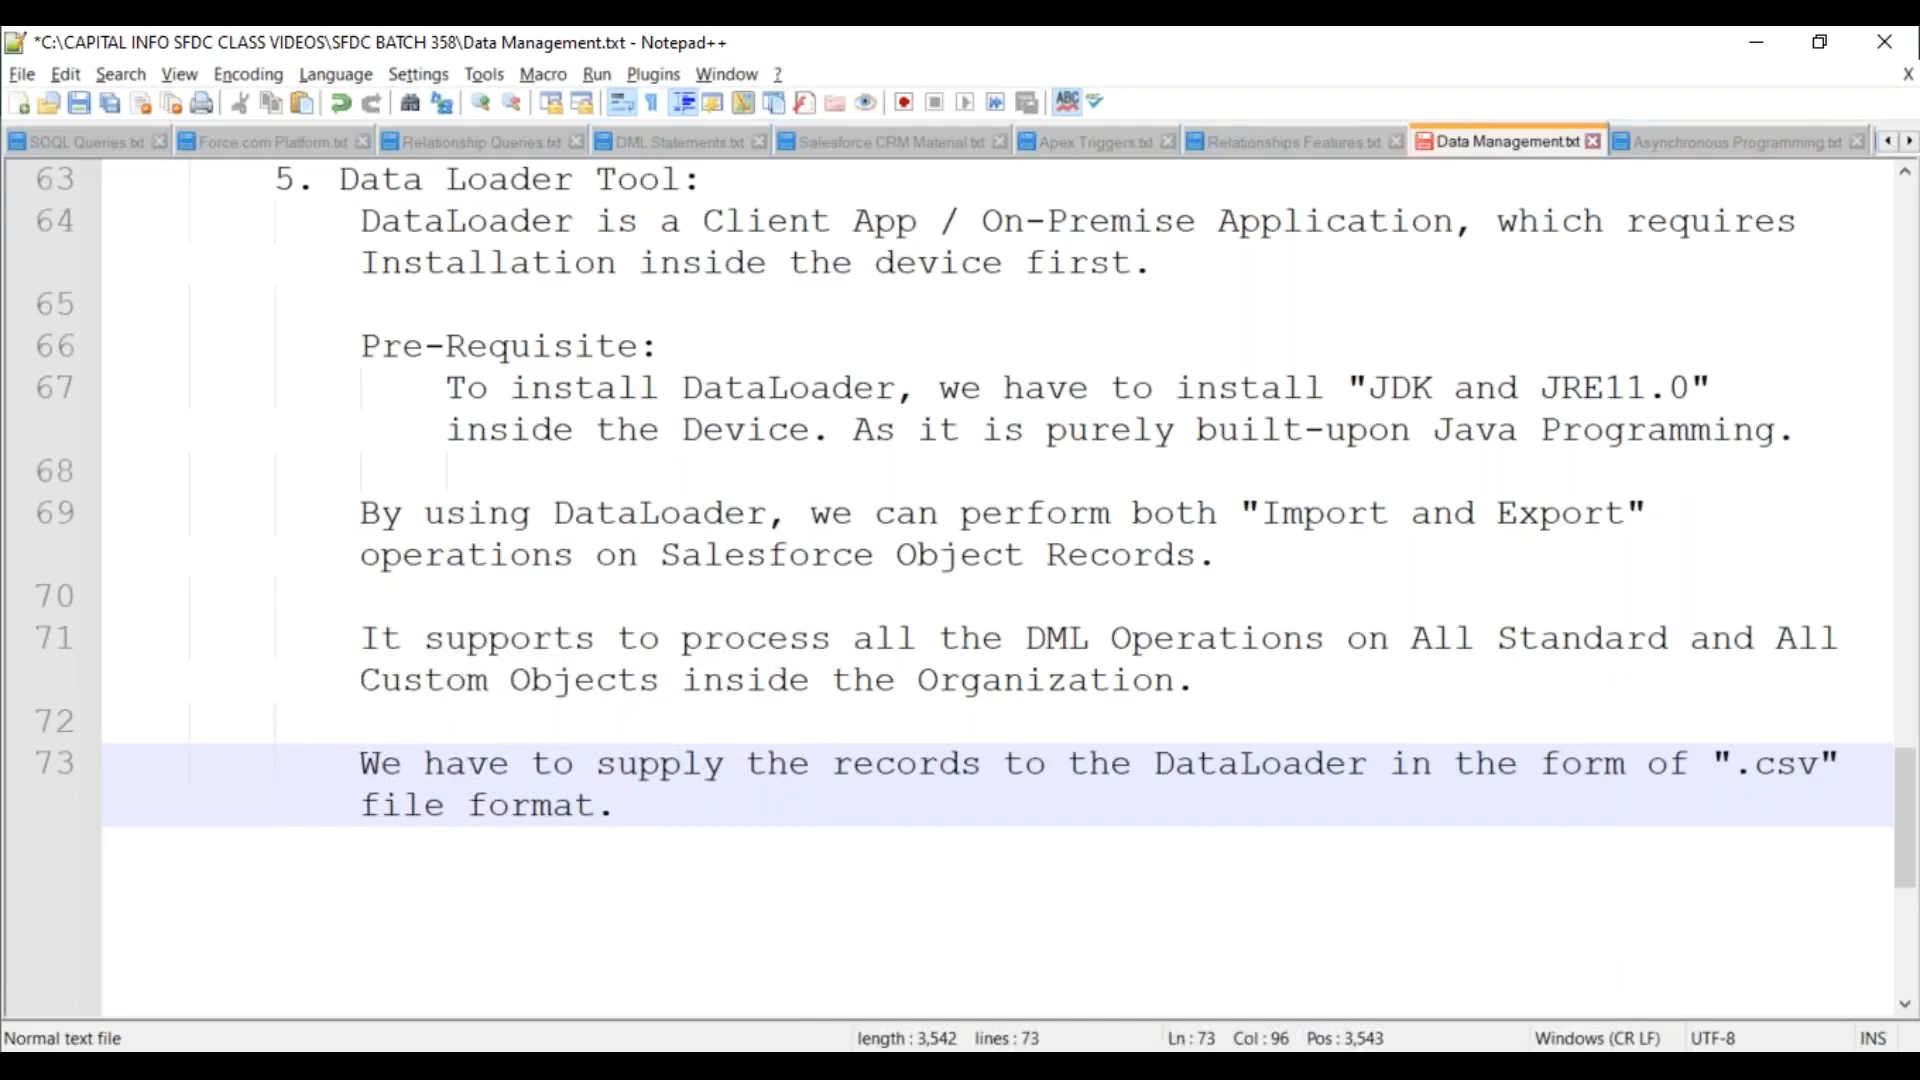 *C:\CAPITAL INFO SFDC CLASS VIDEOS\SFDC BATCH 358\Data Management.txt - Notepad++
File Edit Search View Encoding Language Settings Tools Macro Run Plugins Window ? X
SOQL Queries.txt Force.com Platform.txt Relationship Queries.txt DML Statements.txt Salesforce CRM Material.txt Apex Triggers.txt Relationships Features.txt Data Management.txt Asynchronous Programming.txt
63 5. Data Loader Tool:
64 DataLoader is a Client App / On-Premise Application, which requires
Installation inside the device first.
65
66 Pre-Requisite:
67 To install DataLoader, we have to install "JDK and JRE11.0"
inside the Device. As it is purely built-upon Java Programming.
68
69 By using DataLoader, we can perform both "Import and Export"
operations on Salesforce Object Records.
70
71 It supports to process all the DML Operations on All Standard and All
Custom Objects inside the Organization.
72
73 We have to supply the records to the DataLoader in the form of ".csv"
file format.
Normal text file length : 3,542 lines : 73 Ln : 73 Col : 96 Pos : 3,543 Windows (CR LF) UTF-8 INS